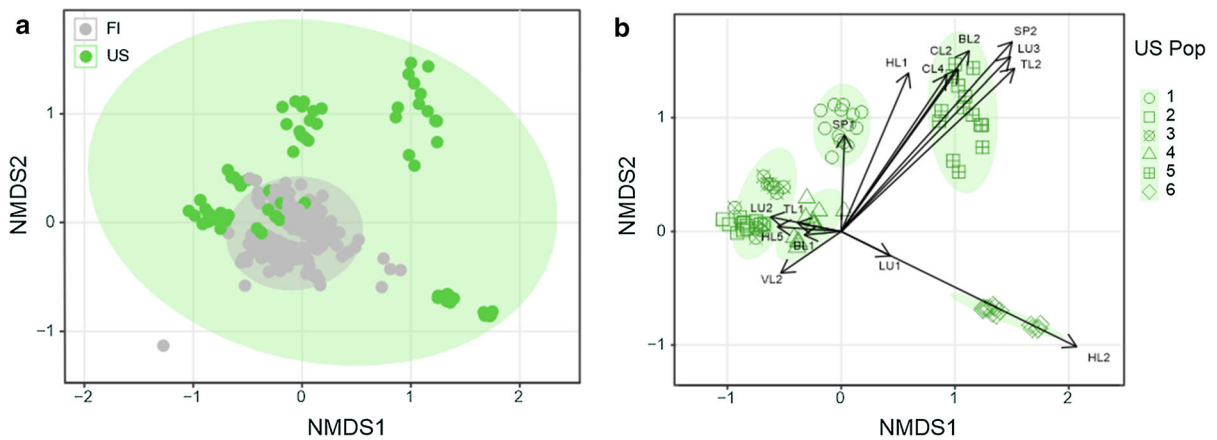 a
FI
US
NMDS2
1
0
−1
−2
−1
0
1
2
NMDS1
b
NMDS2
1
0
−1
−1
0
1
2
NMDS1
SP2
BL2
LU3
CL2
TL2
HL1
CL4
SP1
LU2
TL1
HL5
BL1
VL2
LU1
HL2
US Pop
1
2
3
4
5
6